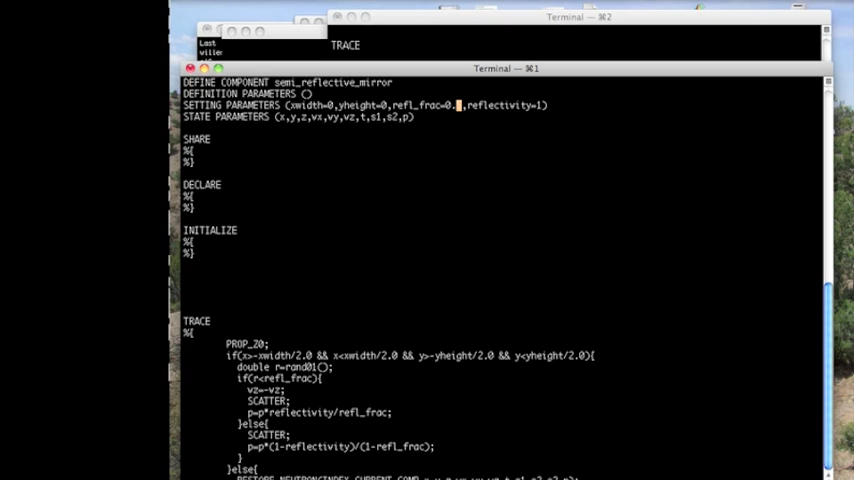 Terminal — ⌘2
Last
TRACE
Terminal — ⌘1
DEFINE COMPONENT semi_reflective_mirror
DEFINITION PARAMETERS ()
SETTING PARAMETERS (xwidth=0,yheight=0,refl_frac=0. ,reflectivity=1)
STATE PARAMETERS (x,y,z,vx,vy,vz,t,s1,s2,p)
SHARE
%{
%}
DECLARE
%{
%}
INITIALIZE
%{
%}
TRACE
%{
PROP_Z0;
if(x>-xwidth/2.0 && x<xwidth/2.0 && y>-yheight/2.0 && y<yheight/2.0){
double r=rand01();
if(r<refl_frac){
vz=-vz;
SCATTER;
p=p*reflectivity/refl_frac;
}else{
SCATTER;
p=p*(1-reflectivity)/(1-refl_frac);
}
}else{